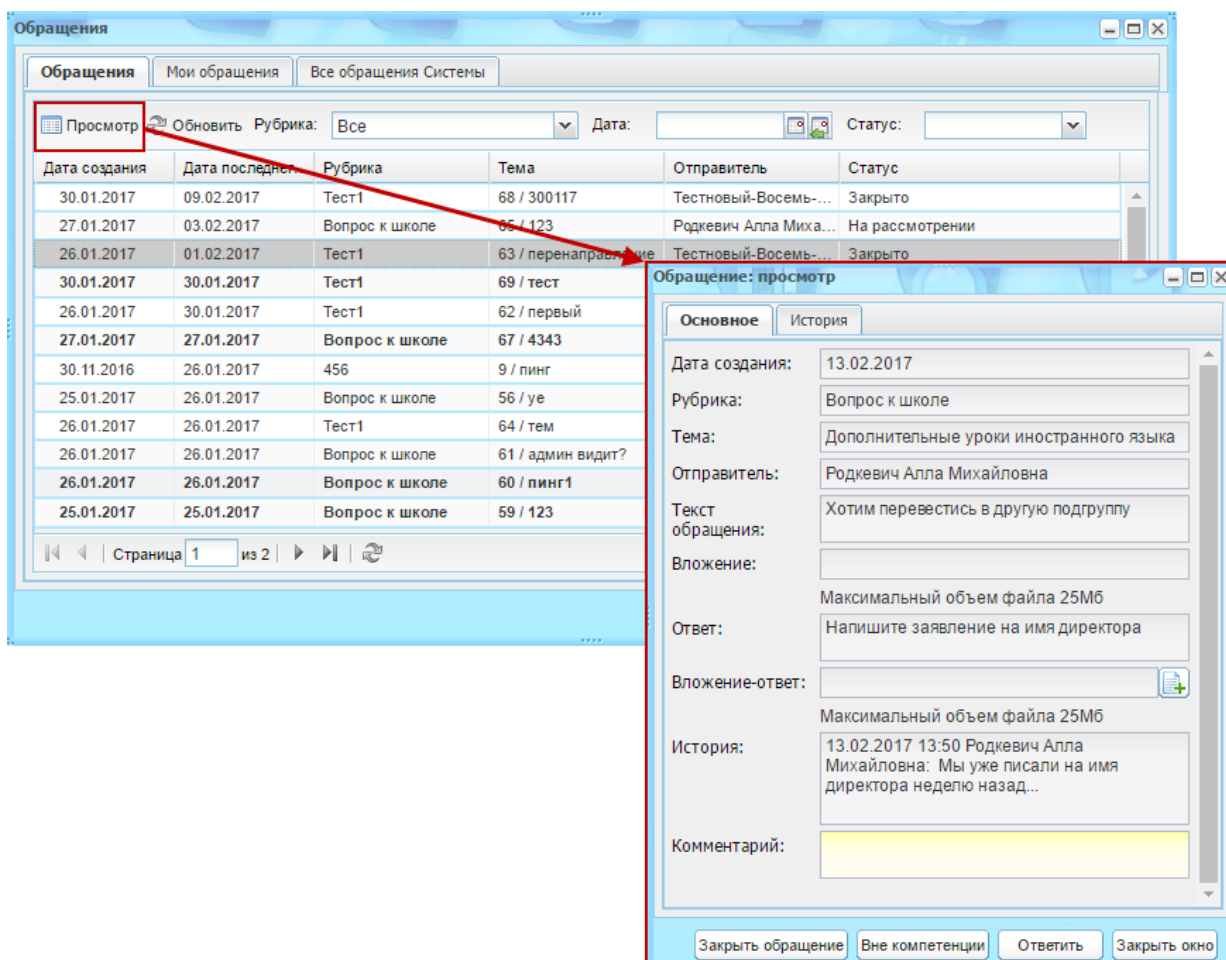 Обращения
Обращения Мои обращения Все обращения Системы
Просмотр Обновить Рубрика: Все Дата: Статус:
Дата создания Дата последнег... Рубрика Тема Отправитель Статус
30.01.2017 09.02.2017 Тест1 68 / 300117 Тестновый-Восемь-... Закрыто
27.01.2017 03.02.2017 Вопрос к школе 65 / 123 Родкевич Алла Миха... На рассмотрении
26.01.2017 01.02.2017 Тест1 63 / перенаправление Тестновый-Восемь-... Закрыто
30.01.2017 30.01.2017 Тест1 69 / тест
26.01.2017 30.01.2017 Тест1 62 / первый
27.01.2017 27.01.2017 Вопрос к школе 67 / 4343
30.11.2016 26.01.2017 456 9 / пинг
25.01.2017 26.01.2017 Вопрос к школе 56 / уе
26.01.2017 26.01.2017 Тест1 64 / тем
26.01.2017 26.01.2017 Вопрос к школе 61 / админ видит?
26.01.2017 26.01.2017 Вопрос к школе 60 / пинг1
25.01.2017 25.01.2017 Вопрос к школе 59 / 123
Страница 1 из 2
Обращение: просмотр
Основное История
Дата создания: 13.02.2017
Рубрика: Вопрос к школе
Тема: Дополнительные уроки иностранного языка
Отправитель: Родкевич Алла Михайловна
Текст обращения: Хотим перевестись в другую подгруппу
Вложение:
Максимальный объем файла 25Мб
Ответ: Напишите заявление на имя директора
Вложение-ответ:
Максимальный объем файла 25Мб
История: 13.02.2017 13:50 Родкевич Алла
Михайловна: Мы уже писали на имя
директора неделю назад...
Комментарий:
Закрыть обращение Вне компетенции Ответить Закрыть окно